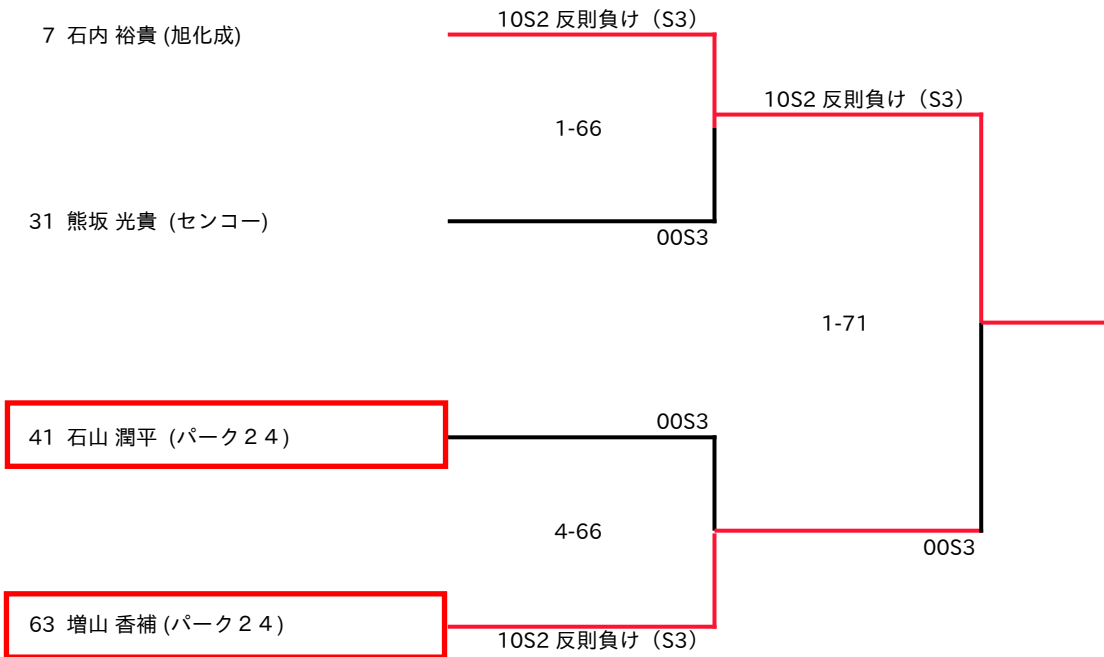 10S2 反則負け（S3）
7 石内 裕貴 (旭化成)
10S2 反則負け（S3）
1-66
31 熊坂 光貴 (センコー)
00S3
1-71
00S3
41 石山 潤平 (パーク２４)
4-66
00S3
63 増山 香補 (パーク２４)
10S2 反則負け（S3）